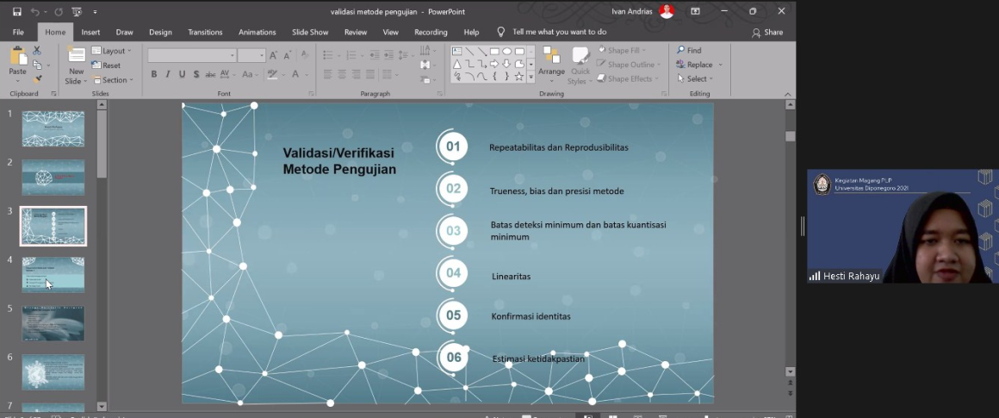 validasi metode pengujian - PowerPoint
Ivan Andrias
File Home Insert Draw Design Transitions Animations Slide Show Review View Recording Help Tell me what you want to do
Share
Paste
Clipboard
New
Slide
Layout
Reset
Section
Slides
B I U S abc AV Aa A
Font
Paragraph
Arrange
Quick
Styles
Shape Fill
Shape Outline
Shape Effects
Drawing
Find
Replace
Select
Editing
1
2
3
4
5
6
7
Validasi/Verifikasi
Metode Pengujian
01 Repeatabilitas dan Reprodusibilitas
02 Trueness, bias dan presisi metode
03 Batas deteksi minimum dan batas kuantisasi
minimum
04 Linearitas
05 Konfirmasi identitas
06 Estimasi ketidakpastian
Kegiatan Magang PLP
Universitas Diponegoro 2021
Hesti Rahayu